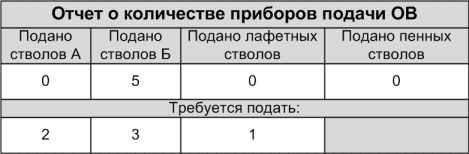 Отчет о количестве приборов подачи ОВ
Подано стволов А Подано стволов Б Подано лафетных стволов Подано пенных стволов
0 5 0 0
Требуется подать:
2 3 1